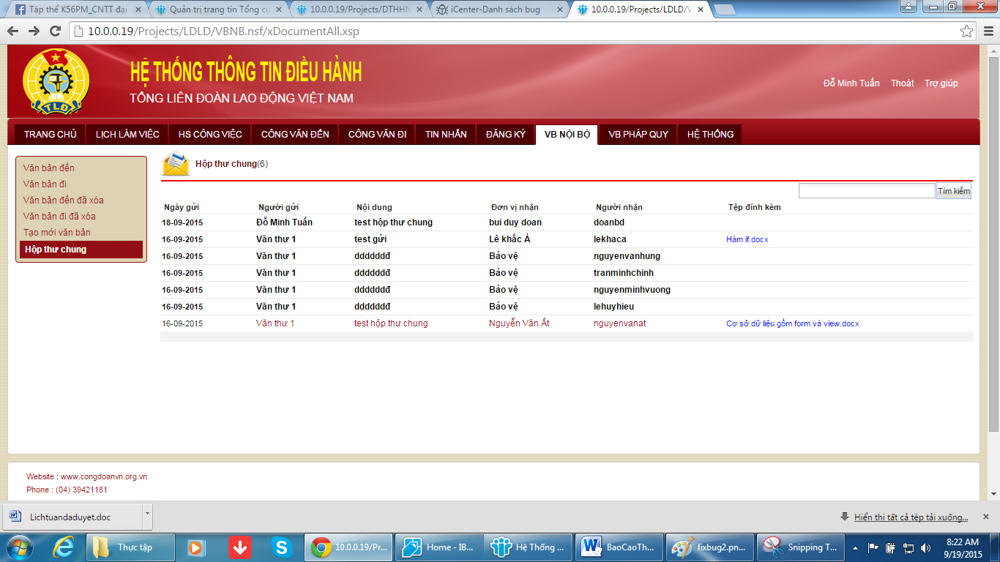 Tập thể K56PM_CNTT đại
Quản trị trang tin Tổng cụ
10.0.0.19/Projects/DTHHN
iCenter-Danh sách bug
10.0.0.19/Projects/LDLD/V
10.0.0.19/Projects/LDLD/VBNB.nsf/xDocumentAll.xsp
HỆ THỐNG THÔNG TIN ĐIỀU HÀNH
TỔNG LIÊN ĐOÀN LAO ĐỘNG VIỆT NAM
TLĐ
Đỗ Minh Tuấn Thoát Trợ giúp
TRANG CHỦ LỊCH LÀM VIỆC HS CÔNG VIỆC CÔNG VĂN ĐẾN CÔNG VĂN ĐI TIN NHẮN ĐĂNG KÝ VB NỘI BỘ VB PHÁP QUY HỆ THỐNG
Văn bản đến
Văn bản đi
Văn bản đến đã xóa
Văn bản đi đã xóa
Tạo mới văn bản
Hộp thư chung
Hộp thư chung(6)
Tìm kiếm
Ngày gửi Người gửi Nội dung Đơn vị nhận Người nhận Tệp đính kèm
18-09-2015 Đỗ Minh Tuấn test hộp thư chung bui duy doan doanbd
16-09-2015 Văn thư 1 test gửi Lê khắc Á lekhaca Hàm if.docx
16-09-2015 Văn thư 1 ddddddđ Bảo vệ nguyenvanhung
16-09-2015 Văn thư 1 ddddddđ Bảo vệ tranminhchinh
16-09-2015 Văn thư 1 ddddddđ Bảo vệ nguyenminhvuong
16-09-2015 Văn thư 1 ddddddđ Bảo vệ lehuyhieu
16-09-2015 Văn thư 1 test hộp thư chung Nguyễn Văn Ất nguyenvanat Cơ sở dữ liệu gồm form và view.docx
Website : www.congdoanvn.org.vn
Phone : (04) 39421181
Lichtuandaduyet.doc
Hiển thị tất cả tệp tải xuống...
Thực tập
10.0.0.19/Pr...
Home - IB...
Hệ Thống ...
BaoCaoTh...
fixbug2.pn...
Snipping T...
8:22 AM
9/19/2015